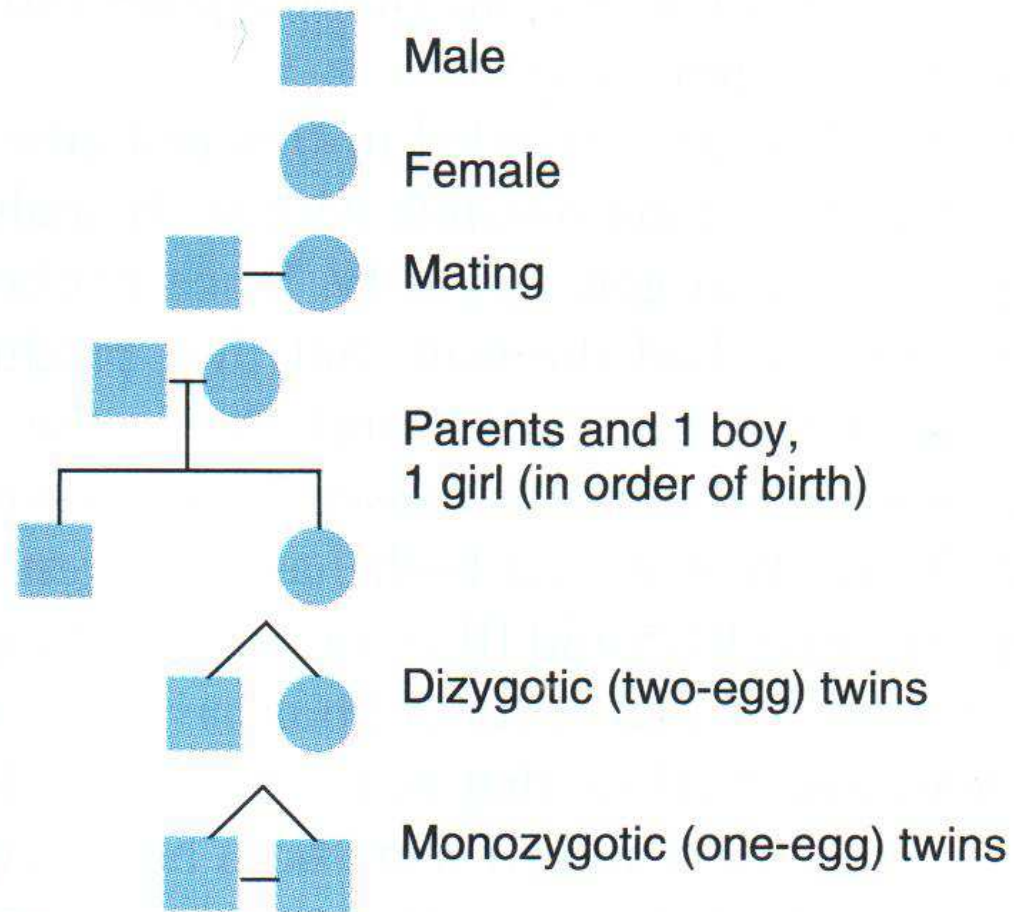 Male
Female
Mating
Parents and 1 boy,
1 girl (in order of birth)
Dizygotic (two-egg) twins
Monozygotic (one-egg) twins